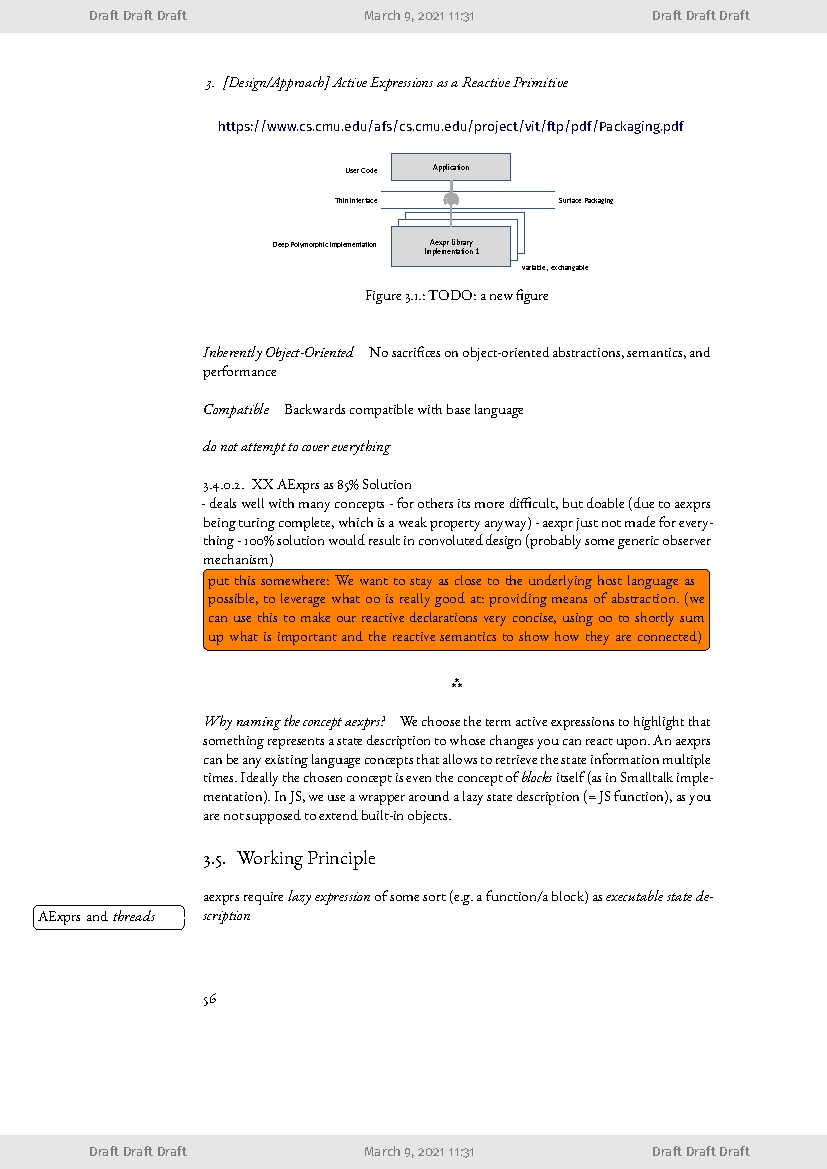 Draft Draft Draft March 9, 2021 11:31 Draft Draft Draft
3. [Design/Approach] Active Expressions as a Reactive Primitive
https://www.cs.cmu.edu/afs/cs.cmu.edu/project/vit/ftp/pdf/Packaging.pdf
User Code
Application
Thin Interface
Surface Packaging
Deep Polymorphic Implementation
Aexpr Library
Implementation 1
variable, exchangable
Figure 3.1.: TODO: a new figure
Inherently Object-Oriented No sacrifices on object-oriented abstractions, semantics, and
performance
Compatible Backwards compatible with base language
do not attempt to cover everything
3.4.0.2. XX AExprs as 85% Solution
- deals well with many concepts - for others its more difficult, but doable (due to aexprs
being turing complete, which is a weak property anyway) - aexpr just not made for every-
thing - 100% solution would result in convoluted design (probably some generic observer
mechanism)
put this somewhere: We want to stay as close to the underlying host language as
possible, to leverage what oo is really good at: providing means of abstraction. (we
can use this to make our reactive declarations very concise, using oo to shortly sum
up what is important and the reactive semantics to show how they are connected)
⁂
Why naming the concept aexprs? We choose the term active expressions to highlight that
something represents a state description to whose changes you can react upon. An aexprs
can be any existing language concepts that allows to retrieve the state information multiple
times. Ideally the chosen concept is even the concept of blocks itself (as in Smalltalk imple-
mentation). In JS, we use a wrapper around a lazy state description (= JS function), as you
are not supposed to extend built-in objects.
3.5. Working Principle
aexprs require lazy expression of some sort (e.g. a function/a block) as executable state de-
scription
AExprs and threads
56
Draft Draft Draft March 9, 2021 11:31 Draft Draft Draft